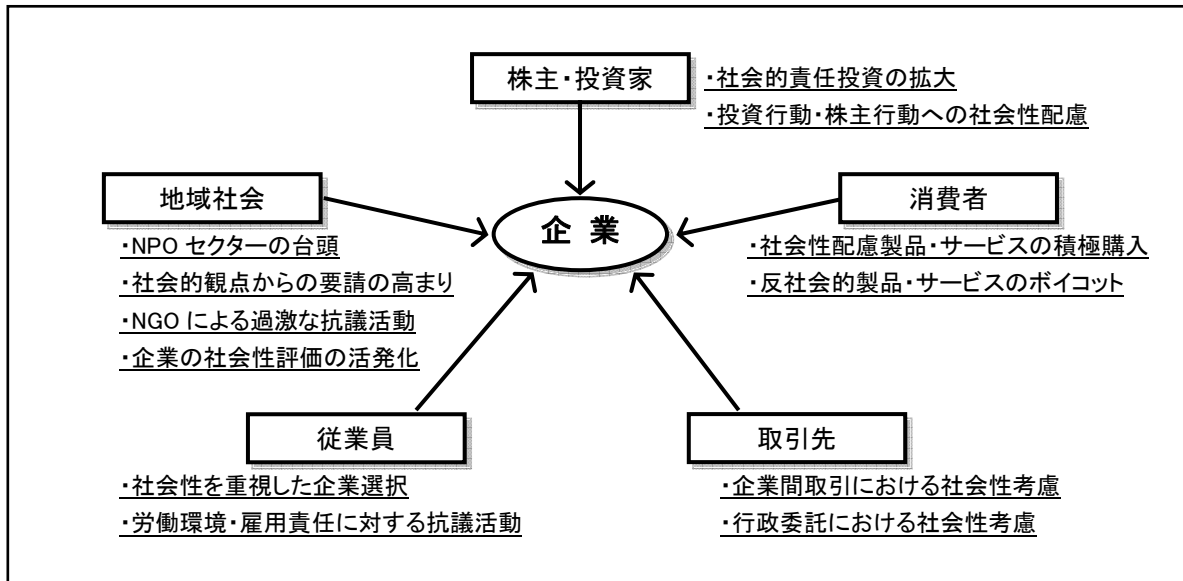 株主・投資家
・社会的責任投資の拡大
・投資行動・株主行動への社会性配慮
地域社会
・NPO セクターの台頭
・社会的観点からの要請の高まり
・NGO による過激な抗議活動
・企業の社会性評価の活発化
企 業
消費者
・社会性配慮製品・サービスの積極購入
・反社会的製品・サービスのボイコット
従業員
・社会性を重視した企業選択
・労働環境・雇用責任に対する抗議活動
取引先
・企業間取引における社会性考慮
・行政委託における社会性考慮